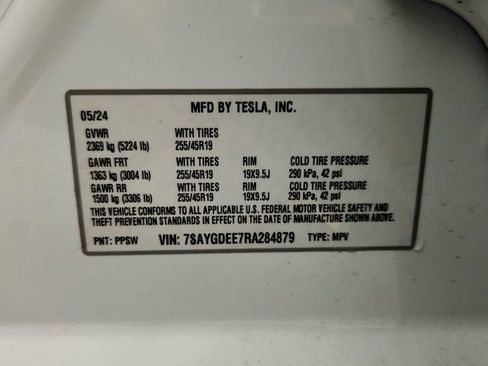 MFD BY TESLA, INC.
05/24
GVWR WITH TIRES
2369 kg (5224 lb) 255/45R19
GAWR FRT WITH TIRES RIM COLD TIRE PRESSURE
1363 kg (3004 lb) 255/45R19 19X9.5J 290 kPa, 42 psi
GAWR RR WITH TIRES RIM COLD TIRE PRESSURE
1500 kg (3306 lb) 255/45R19 19X9.5J 290 kPa, 42 psi
THIS VEHICLE CONFORMS TO ALL APPLICABLE U.S. FEDERAL MOTOR VEHICLE SAFETY AND
THEFT PREVENTION STANDARDS IN EFFECT ON THE DATE OF MANUFACTURE SHOWN ABOVE.
PNT: PPSW VIN: 7SAYGDEE7RA284879 TYPE: MPV